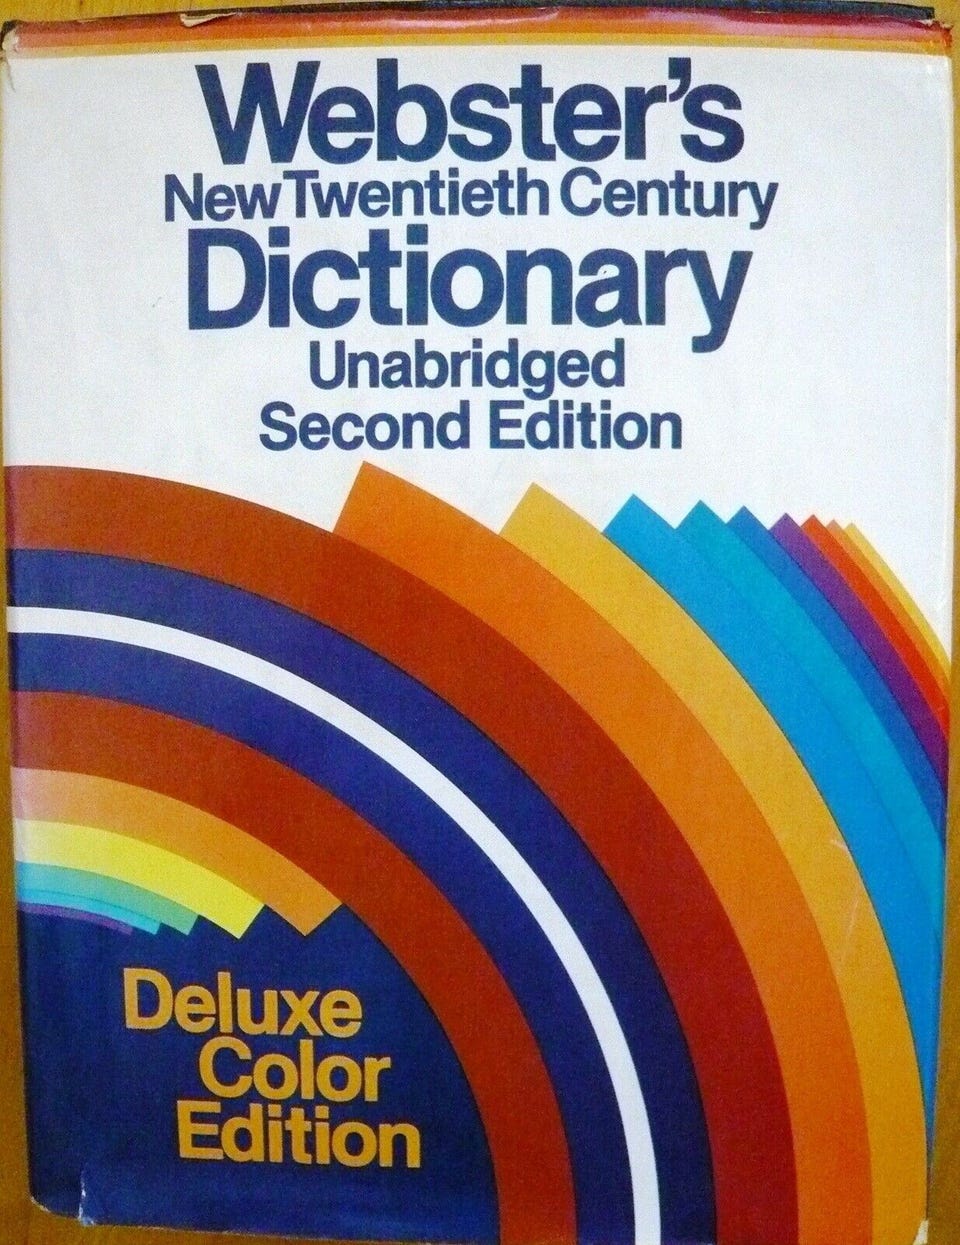 Webster's
New Twentieth Century
Dictionary
Unabridged
Second Edition
Deluxe
Color
Edition